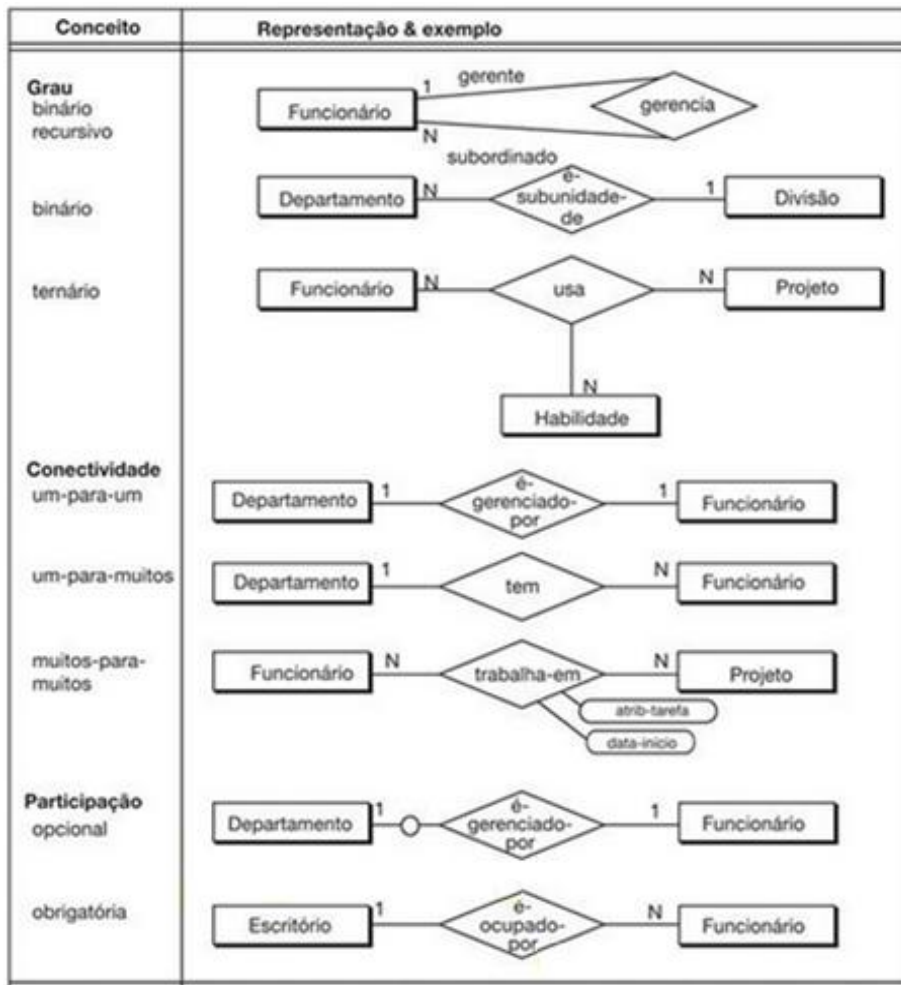 Conceito
Representação & exemplo
Grau
binário
recursivo
Funcionário
1
gerente
N
subordinado
gerencia
binário
Departamento
N
é-
subunidade-
de
1
Divisão
ternário
Funcionário
N
usa
N
Projeto
N
Habilidade
Conectividade
um-para-um
Departamento
1
é-
gerenciado-
por
1
Funcionário
um-para-muitos
Departamento
1
tem
N
Funcionário
muitos-para-
muitos
Funcionário
N
trabalha-em
N
Projeto
atrib-tarefa
data-início
Participação
opcional
Departamento
1
é-
gerenciado-
por
1
Funcionário
obrigatória
Escritório
1
é-
ocupado-
por
N
Funcionário